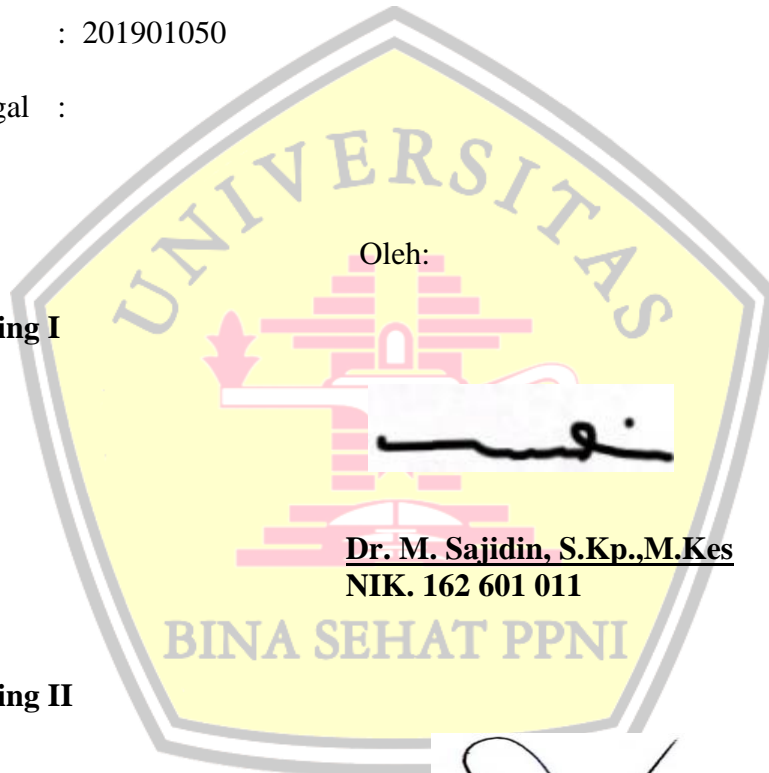 : 201901050
gal :
UNIVERSITAS
Oleh:
ing I
Dr. M. Sajidin, S.Kp.,M.Kes
NIK. 162 601 011
BINA SEHAT PPNI
ing II